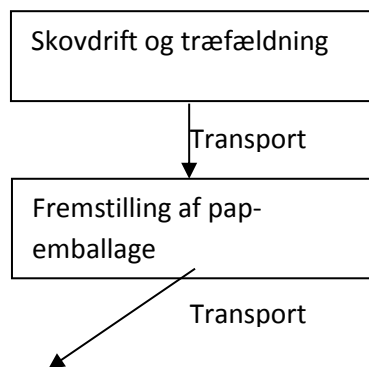 Skovdrift og træfældning
Transport
Fremstilling af pap-
emballage
Transport